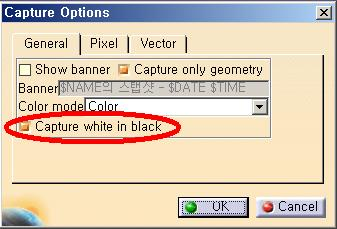 Capture Options
General Pixel Vector
Show banner Capture only geometry
Banner $NAME의 스탭샷 - $DATE $TIME
Color mode Color
Capture white in black
OK Cancel